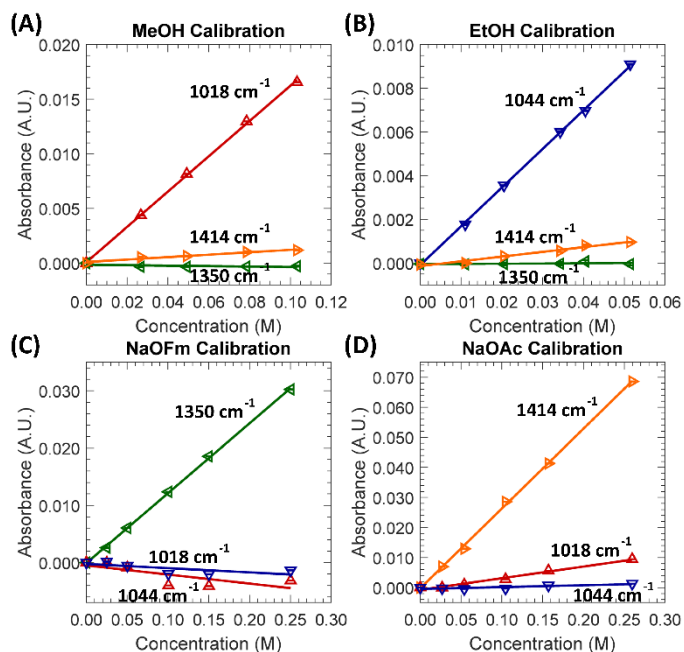 (A)
MeOH Calibration
Absorbance (A.U.)
0.020
0.015
0.010
0.005
0.000
1018 cm⁻¹
1414 cm⁻¹
1350 cm⁻¹
0.00 0.02 0.04 0.06 0.08 0.10 0.12
Concentration (M)
(B)
EtOH Calibration
Absorbance (A.U.)
0.010
0.008
0.006
0.004
0.002
0.000
1044 cm⁻¹
1414 cm⁻¹
1350 cm⁻¹
0.00 0.01 0.02 0.03 0.04 0.05 0.06
Concentration (M)
(C)
NaOFm Calibration
Absorbance (A.U.)
0.030
0.020
0.010
0.000
1350 cm⁻¹
1018 cm⁻¹
1044 cm⁻¹
0.00 0.05 0.10 0.15 0.20 0.25 0.30
Concentration (M)
(D)
NaOAc Calibration
Absorbance (A.U.)
0.070
0.060
0.050
0.040
0.030
0.020
0.010
0.000
1414 cm⁻¹
1018 cm⁻¹
1044 cm⁻¹
0.00 0.05 0.10 0.15 0.20 0.25 0.30
Concentration (M)